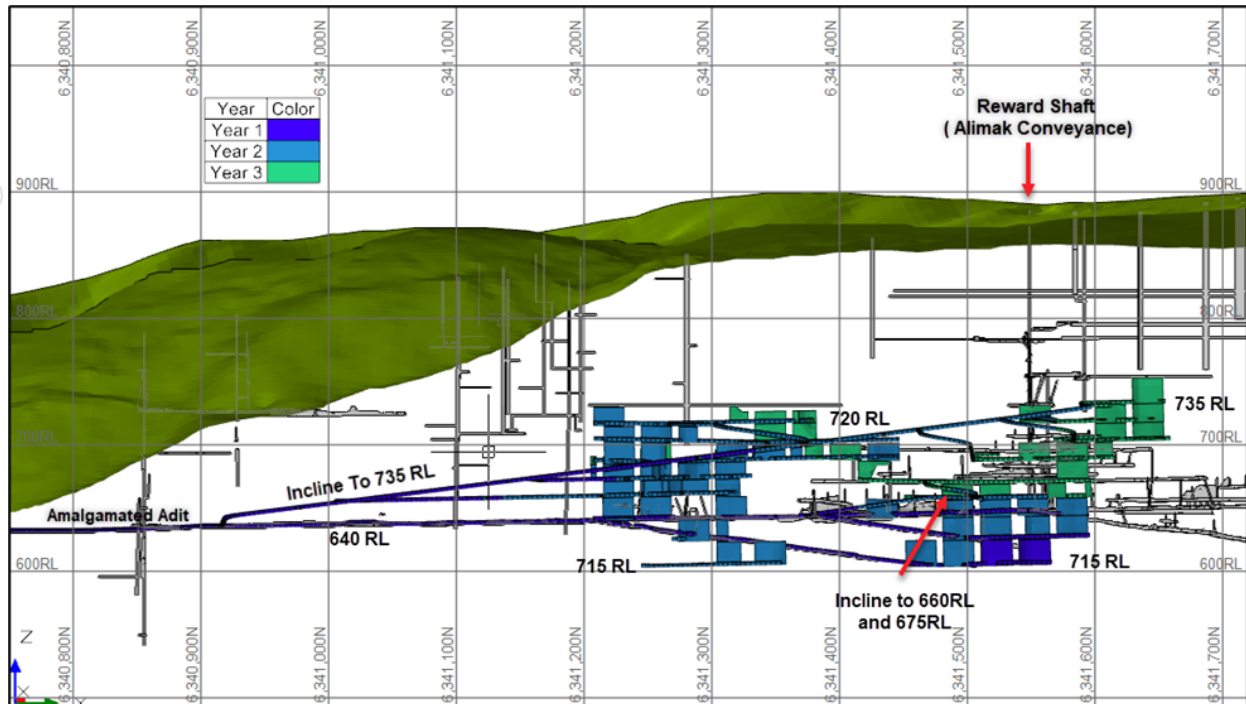 6,340,800N
6,340,900N
6,341,000N
6,341,100N
6,341,200N
6,341,300N
6,341,400N
6,341,500N
6,341,600N
6,341,700N
Year Color
Year 1
Year 2
Year 3
Reward Shaft
( Alimak Conveyance)
900RL
900RL
800RL
800RL
735 RL
720 RL
700RL
700RL
Incline To 735 RL
Amalgamated Adit
640 RL
715 RL
715 RL
600RL
600RL
Incline to 660RL
and 675RL
Z
X
Y
6,340,800N
6,340,900N
6,341,000N
6,341,100N
6,341,200N
6,341,300N
6,341,400N
6,341,500N
6,341,600N
6,341,700N